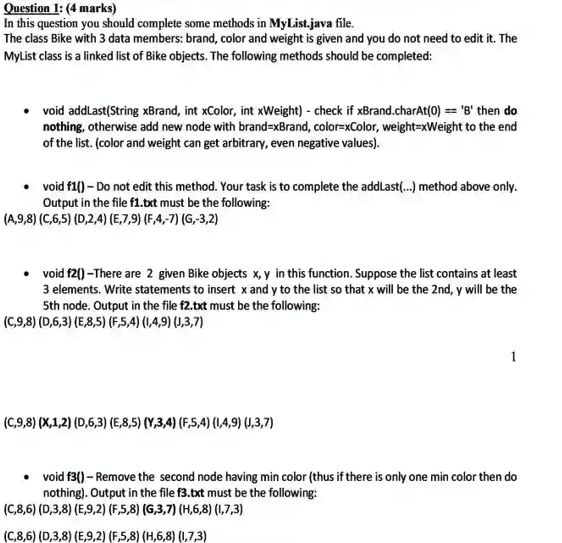 Question 1: (4 marks)
In this question you should complete some methods in MyList.java file.
The class Bike with 3 data members: brand, color and weight is given and you do not need to edit it. The
MyList class is a linked list of Bike objects. The following methods should be completed:
• void addLast(String xBrand, int xColor, int xWeight) - check if xBrand.charAt(0) == 'B' then do
nothing, otherwise add new node with brand=xBrand, color=xColor, weight=xWeight to the end
of the list. (color and weight can get arbitrary, even negative values).
• void f1() – Do not edit this method. Your task is to complete the addLast(...) method above only.
Output in the file f1.txt must be the following:
(A,9,8) (C,6,5) (D,2,4) (E,7,9) (F,4,-7) (G,-3,2)
• void f2() –There are 2 given Bike objects x, y in this function. Suppose the list contains at least
3 elements. Write statements to insert x and y to the list so that x will be the 2nd, y will be the
5th node. Output in the file f2.txt must be the following:
(C,9,8) (D,6,3) (E,8,5) (F,5,4) (I,4,9) (J,3,7)
1
(C,9,8) (X,1,2) (D,6,3) (E,8,5) (Y,3,4) (F,5,4) (I,4,9) (J,3,7)
• void f3() – Remove the second node having min color (thus if there is only one min color then do
nothing). Output in the file f3.txt must be the following:
(C,8,6) (D,3,8) (E,9,2) (F,5,8) (G,3,7) (H,6,8) (I,7,3)
(C,8,6) (D,3,8) (E,9,2) (F,5,8) (H,6,8) (I,7,3)